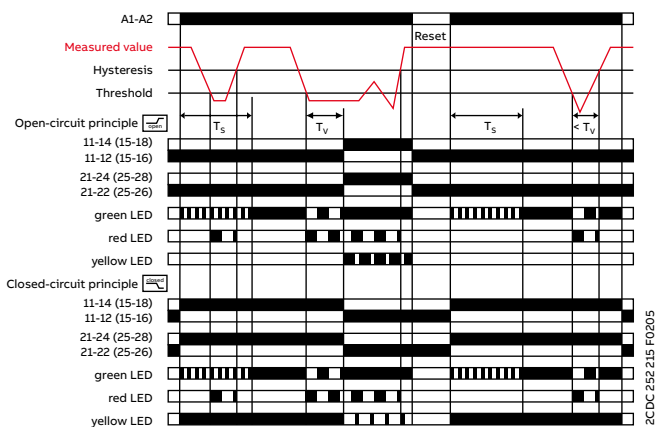 A1-A2
Reset
Measured value
Hysteresis
Threshold
Open-circuit principle open
Ts Tv Ts < Tv
11-14 (15-18)
11-12 (15-16)
21-24 (25-28)
21-22 (25-26)
green LED
red LED
yellow LED
Closed-circuit principle closed
11-14 (15-18)
11-12 (15-16)
21-24 (25-28)
21-22 (25-26)
green LED
red LED
yellow LED
2CDC 252 215 F0205